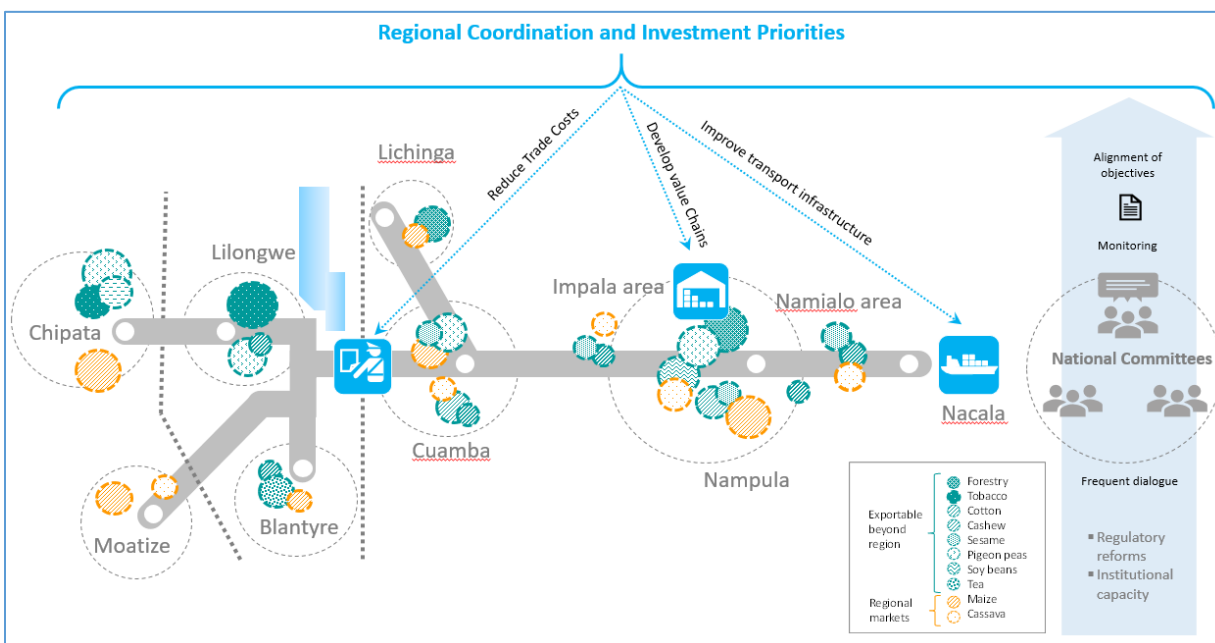 Regional Coordination and Investment Priorities
Reduce Trade Costs
Develop value Chains
Improve transport infrastructure
Lichinga
Lilongwe
Chipata
Impala area
Namialo area
Cuamba
Nampula
Nacala
Moatize
Blantyre
Alignment of
objectives
Monitoring
National Committees
Frequent dialogue
▪ Regulatory
reforms
▪ Institutional
capacity
Exportable
beyond
region
Forestry
Tobacco
Cotton
Cashew
Sesame
Pigeon peas
Soy beans
Tea
Regional
markets
Maize
Cassava